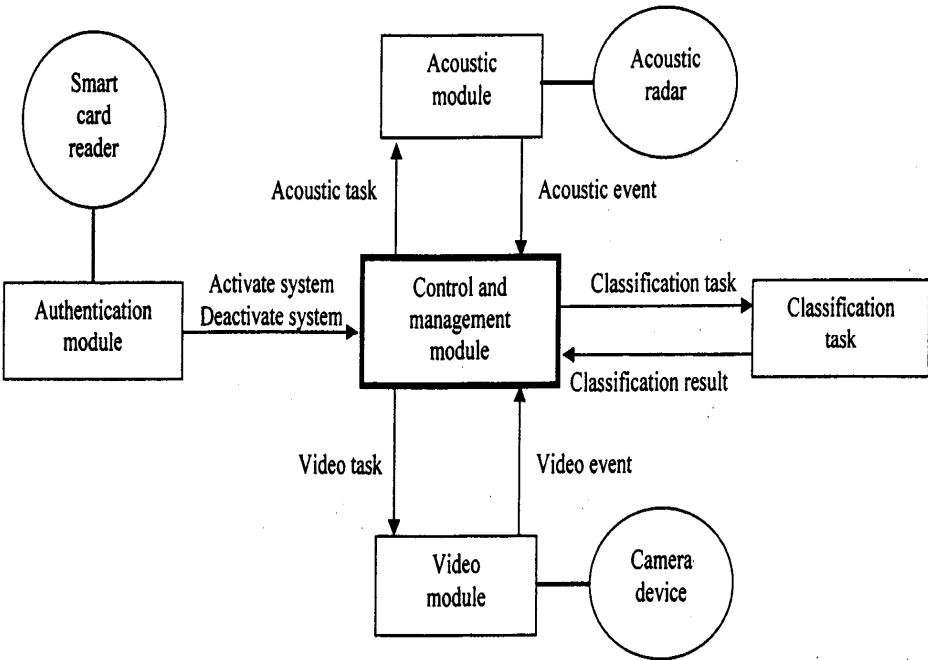 Smart
card
reader
Acoustic
module
Acoustic
radar
Acoustic task
Acoustic event
Authentication
module
Activate system
Deactivate system
Control and
management
module
Classification task
Classification result
Classification
task
Video task
Video event
Video
module
Camera
device